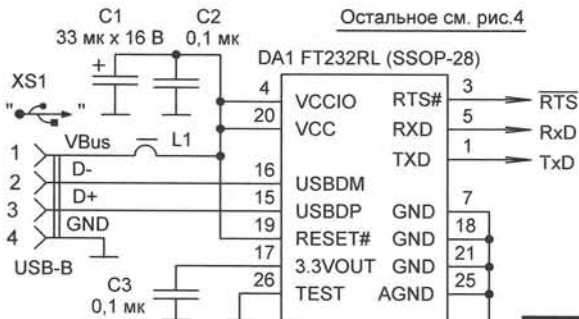 C1
33 мк x 16 В
C2
0,1 мк
Остальное см. рис.4
DA1 FT232RL (SSOP-28)
XS1
" "
1 VBus L1
2 D-
3 D+
4 GND
USB-B
C3
0,1 мк
4 VCCIO
20 VCC
16 USBDM
15 USBDP
19 RESET#
17 3.3VOUT
26 TEST
RTS# 3 RTS
RXD 5 RxD
TXD 1 TxD
GND 7
GND 18
GND 21
AGND 25